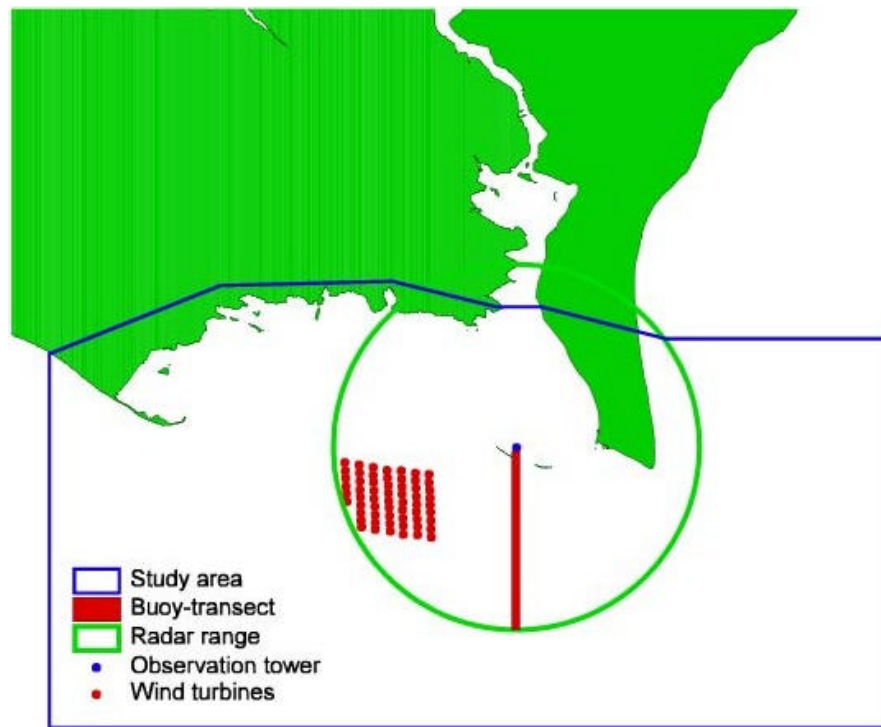 Study area
Buoy-transect
Radar range
Observation tower
Wind turbines